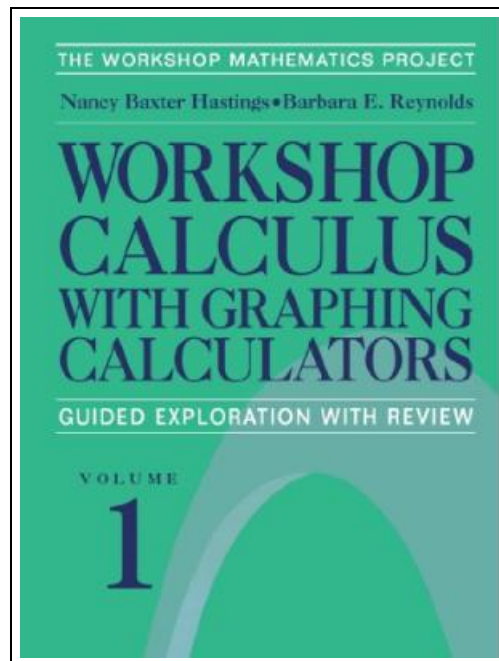 THE WORKSHOP MATHEMATICS PROJECT
Nancy Baxter Hastings•Barbara E. Reynolds
WORKSHOP
CALCULUS
WITH GRAPHING
CALCULATORS
GUIDED EXPLORATION WITH REVIEW
VOLUME
1